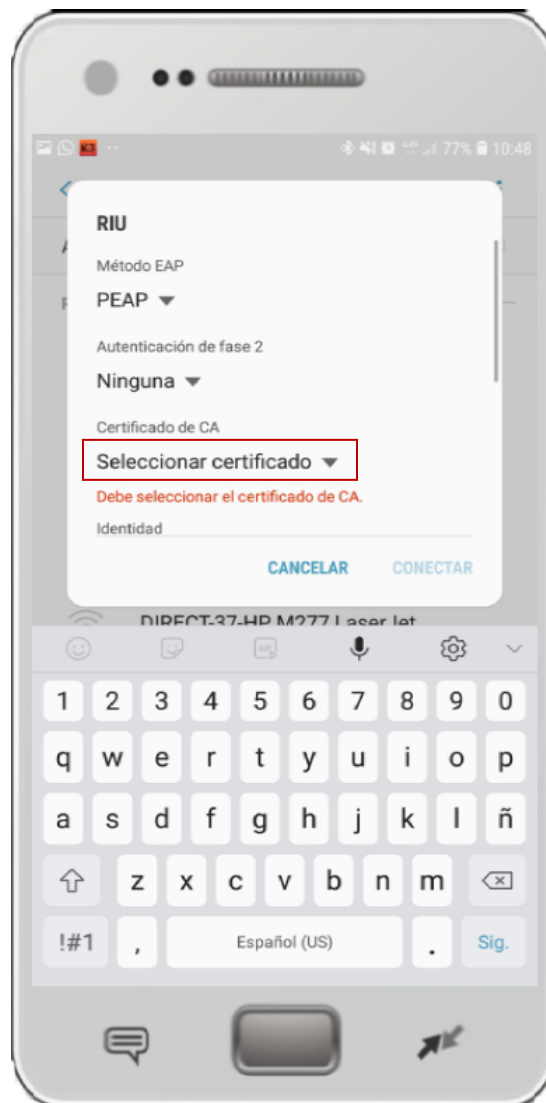 77% 10:48
RIU
Método EAP
PEAP
Autenticación de fase 2
Ninguna
Certificado de CA
Seleccionar certificado
Debe seleccionar el certificado de CA.
Identidad
CANCELAR CONECTAR
DIRECT-37-HP M277 LaserJet
1 2 3 4 5 6 7 8 9 0
q w e r t y u i o p
a s d f g h j k l ñ
z x c v b n m
!#1 , Español (US) . Sig.